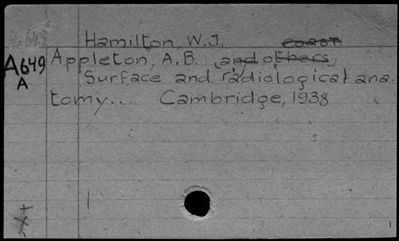 Hamilton, W.J.
A649 Appleton, A.B. and others,
A Surface and radiological ana-
tomy... Cambridge, 1938